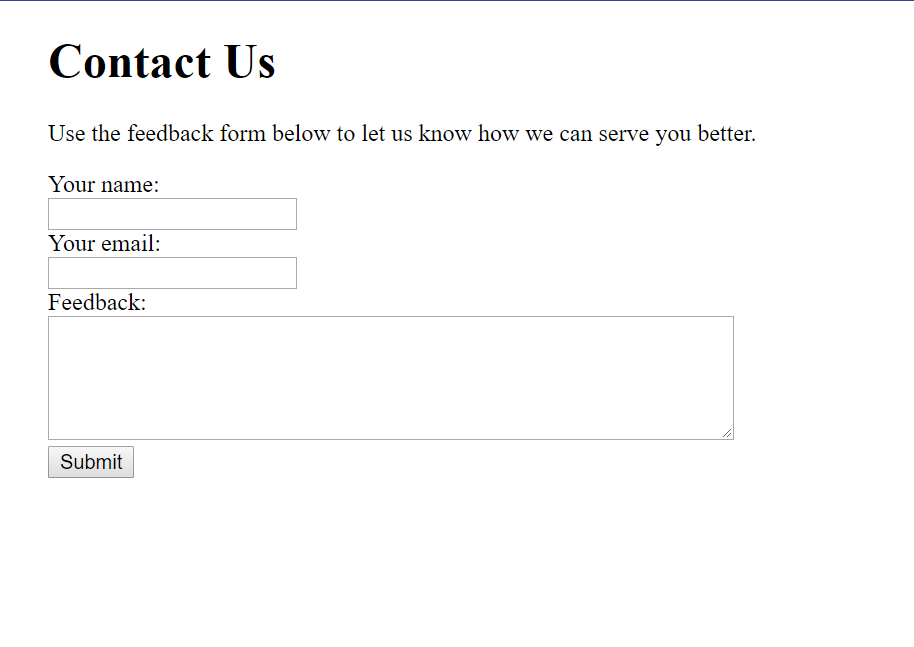 Contact Us
Use the feedback form below to let us know how we can serve you better.
Your name:
Your email:
Feedback:
Submit